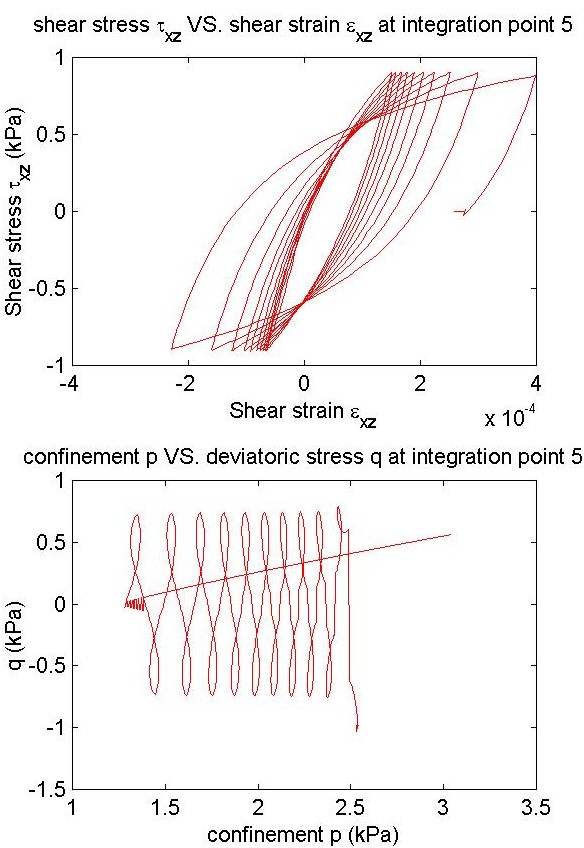 shear stress τxz VS. shear strain εxz at integration point 5
1
0.5
0
-0.5
-1
Shear stress τxz (kPa)
-4 -2 0 2 4
x 10-4
Shear strain εxz
confinement p VS. deviatoric stress q at integration point 5
1
0.5
0
-0.5
-1
-1.5
q (kPa)
1 1.5 2 2.5 3 3.5
confinement p (kPa)